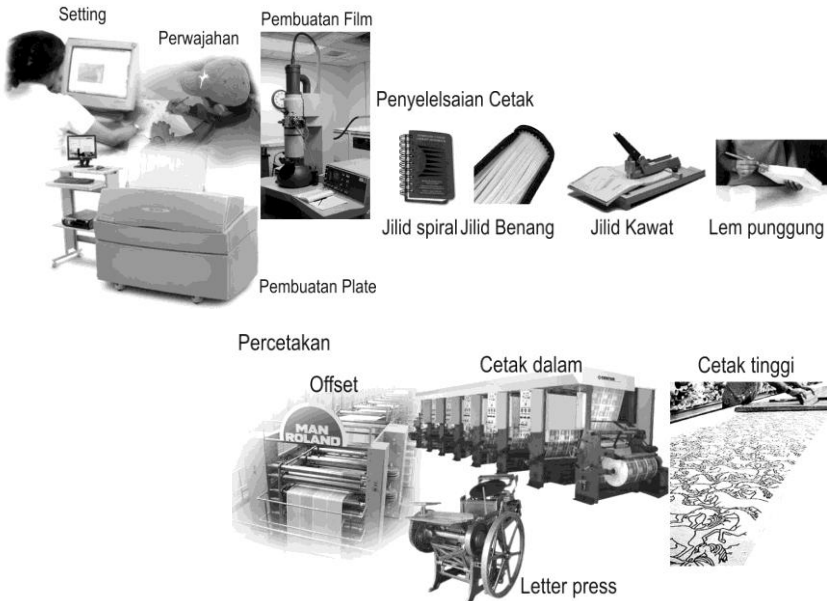 Setting
Perwajahan
Pembuatan Film
Penyelelsaian Cetak
Jilid spiral
Jilid Benang
Jilid Kawat
Lem punggung
Pembuatan Plate
Percetakan
Offset
Cetak dalam
Cetak tinggi
MAN
ROLAND
Letter press